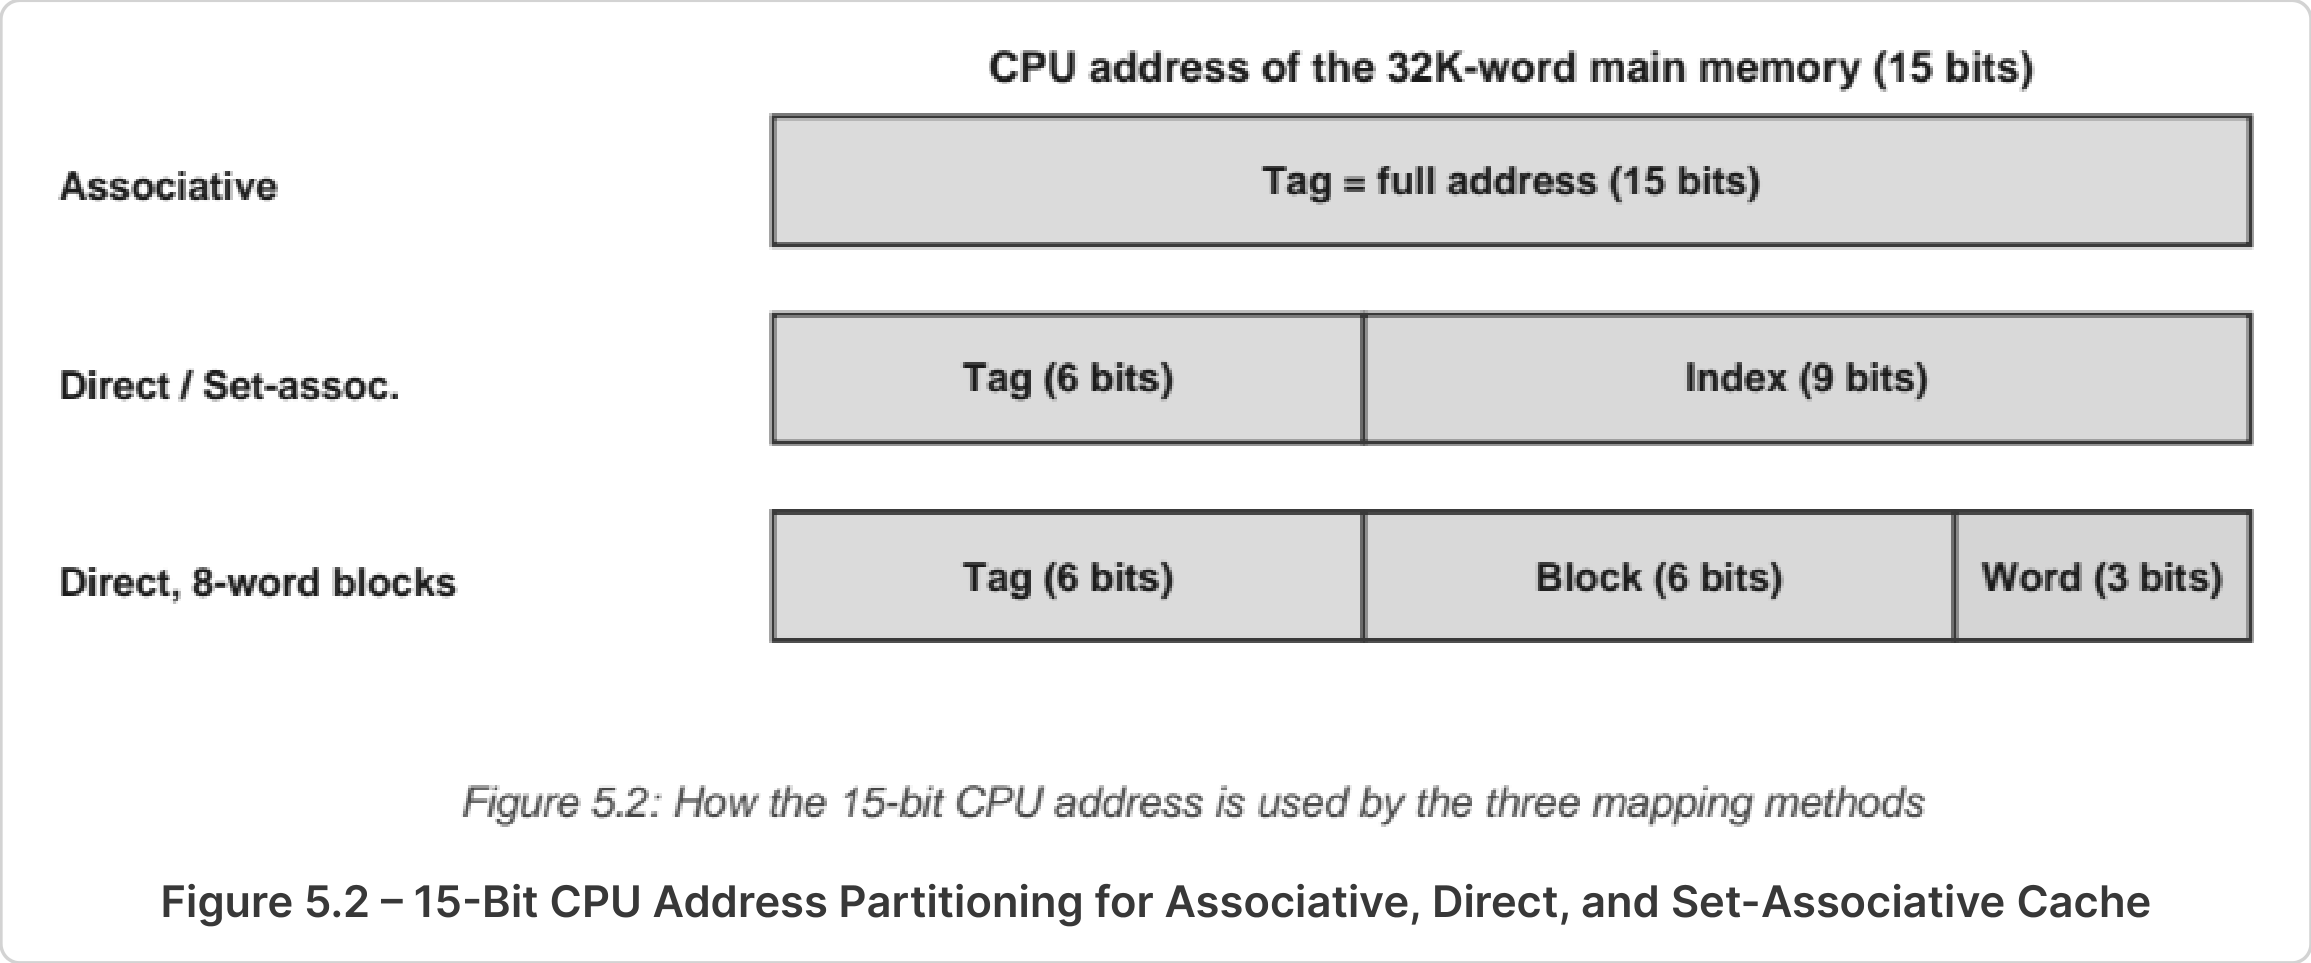 CPU address of the 32K-word main memory (15 bits)
Associative
Tag = full address (15 bits)
Direct / Set-assoc.
Tag (6 bits)
Index (9 bits)
Direct, 8-word blocks
Tag (6 bits)
Block (6 bits)
Word (3 bits)
Figure 5.2: How the 15-bit CPU address is used by the three mapping methods
Figure 5.2 – 15-Bit CPU Address Partitioning for Associative, Direct, and Set-Associative Cache